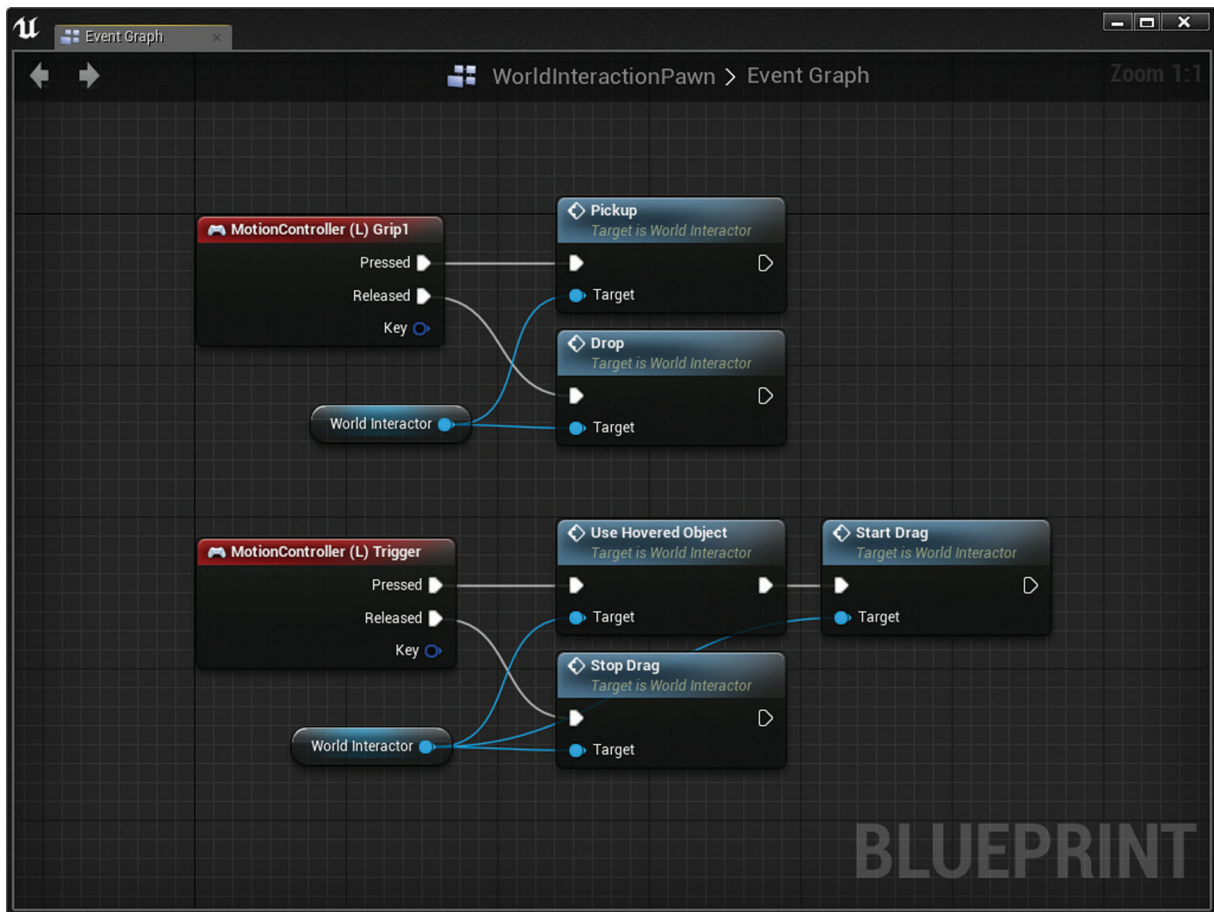 Event Graph
WorldInteractionPawn > Event Graph
Zoom 1:1
MotionController (L) Grip1
Pressed
Released
Key
World Interactor
Pickup
Target is World Interactor
Target
Drop
Target is World Interactor
Target
MotionController (L) Trigger
Pressed
Released
Key
World Interactor
Use Hovered Object
Target is World Interactor
Target
Stop Drag
Target is World Interactor
Target
Start Drag
Target is World Interactor
Target
BLUEPRINT